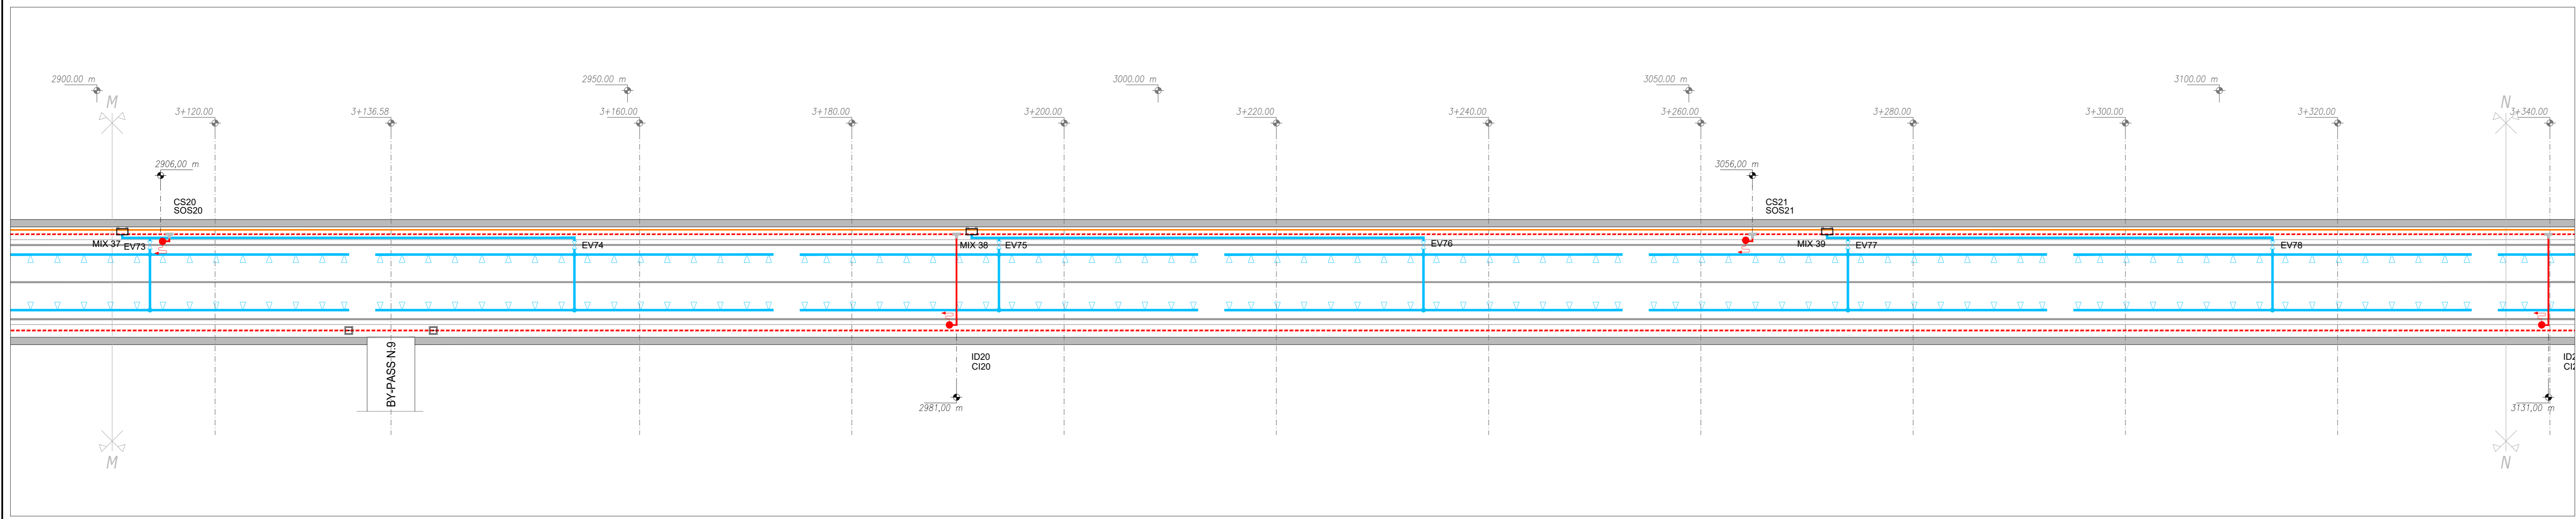 2900.00 m
2950.00 m
3000.00 m
3050.00 m
3100.00 m
M
N
3+120.00
3+136.58
3+160.00
3+180.00
3+200.00
3+220.00
3+240.00
3+260.00
3+280.00
3+300.00
3+320.00
3+340.00
2906,00 m
3056,00 m
CS20
SOS20
CS21
SOS21
MIX 37
EV73
EV74
MIX 38
EV75
EV76
MIX 39
EV77
EV78
BY-PASS N.9
ID20
CI20
ID2
CI2
2981,00 m
3131,00 m
M
N